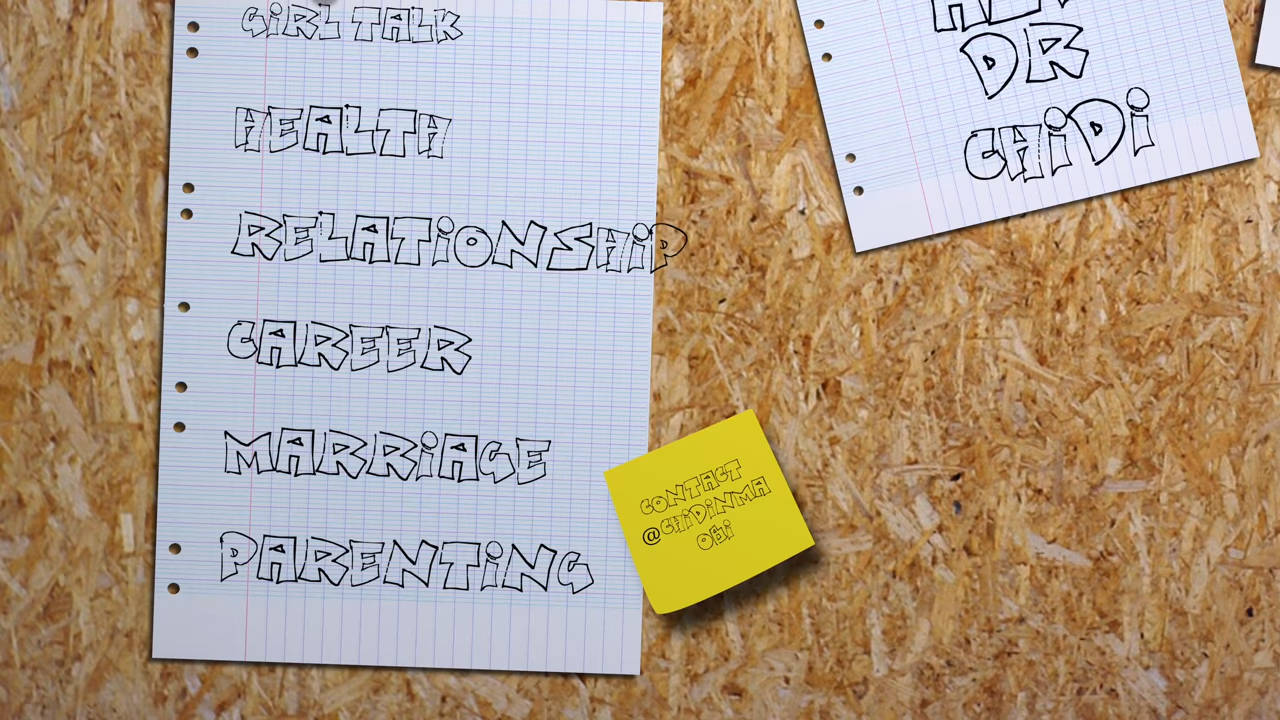 GiRL TALK
HEALTH
RELATiONSHiP
CAREER
MARRiAGE
PARENTiNG
CONTACT
@CHiDiNMA
OBi
DR
CHiDi